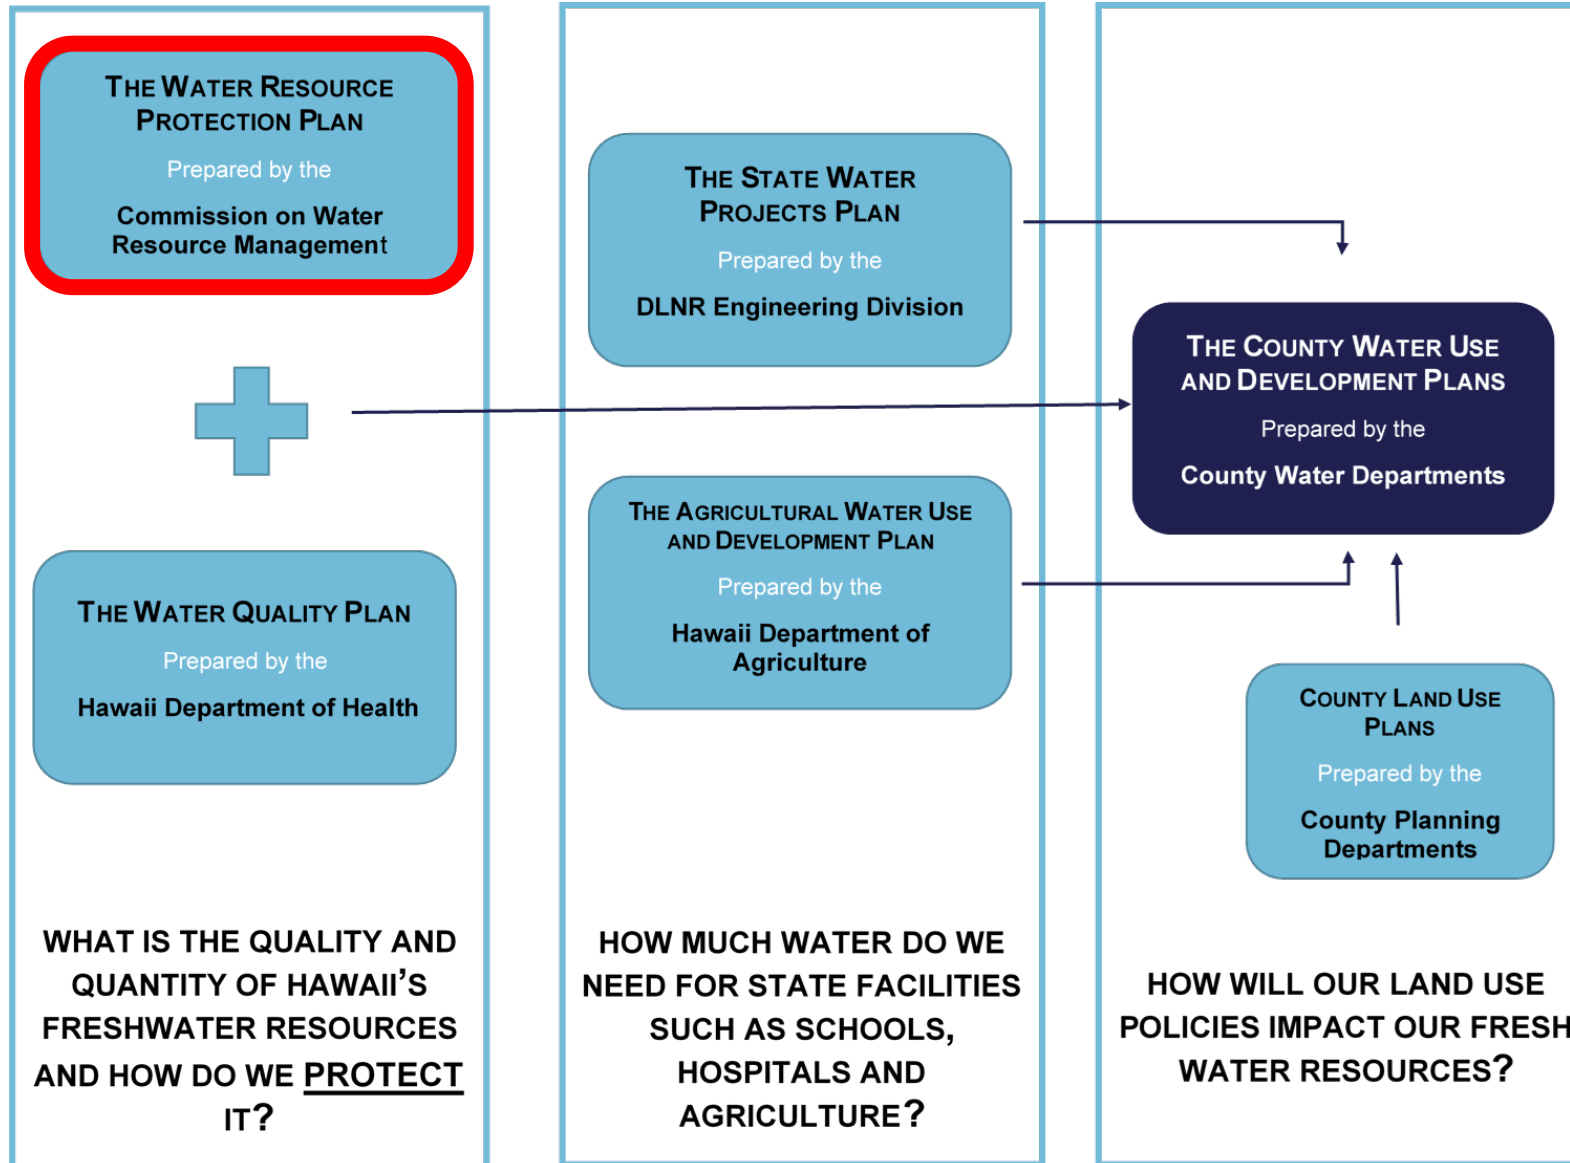 THE WATER RESOURCE
PROTECTION PLAN
Prepared by the
Commission on Water
Resource Management
THE WATER QUALITY PLAN
Prepared by the
Hawaii Department of Health
WHAT IS THE QUALITY AND
QUANTITY OF HAWAII'S
FRESHWATER RESOURCES
AND HOW DO WE PROTECT
IT?
THE STATE WATER
PROJECTS PLAN
Prepared by the
DLNR Engineering Division
THE AGRICULTURAL WATER USE
AND DEVELOPMENT PLAN
Prepared by the
Hawaii Department of
Agriculture
HOW MUCH WATER DO WE
NEED FOR STATE FACILITIES
SUCH AS SCHOOLS,
HOSPITALS AND
AGRICULTURE?
THE COUNTY WATER USE
AND DEVELOPMENT PLANS
Prepared by the
County Water Departments
COUNTY LAND USE
PLANS
Prepared by the
County Planning
Departments
HOW WILL OUR LAND USE
POLICIES IMPACT OUR FRESH
WATER RESOURCES?